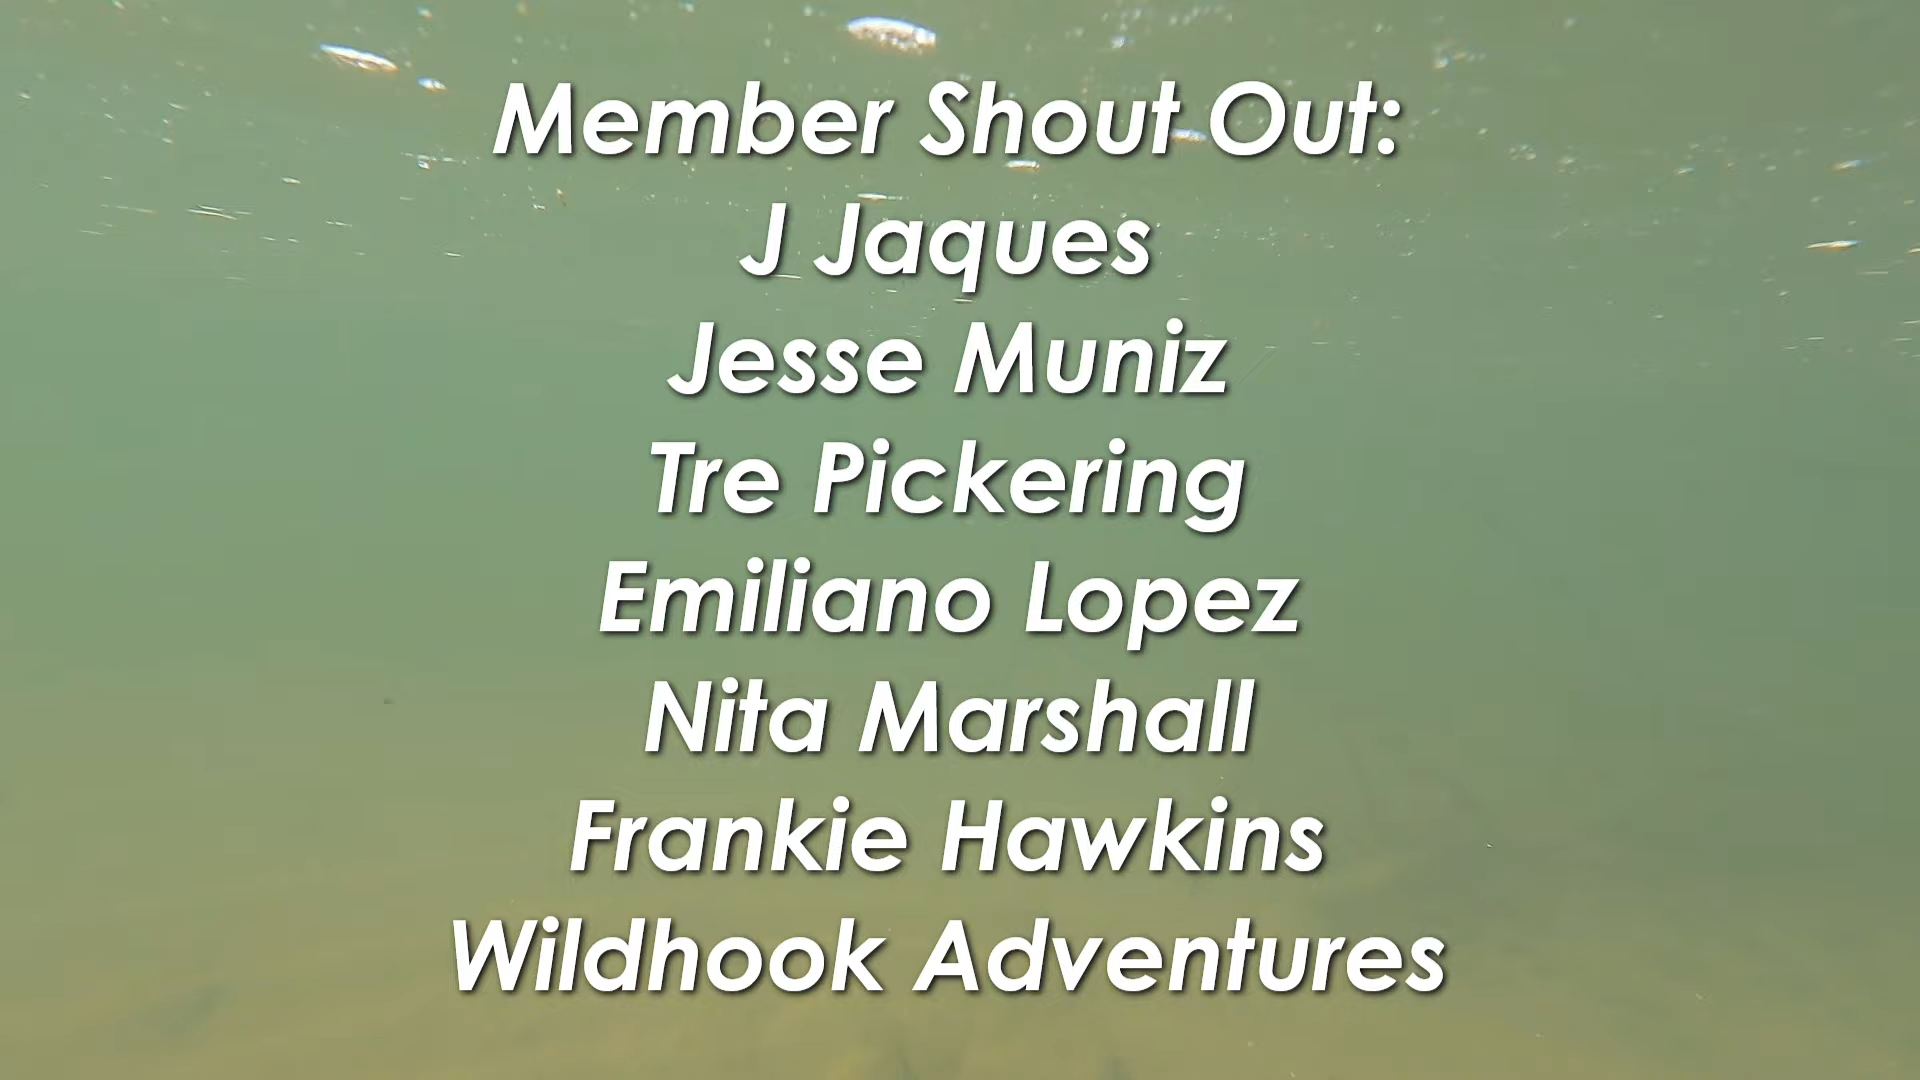 Member Shout Out:
J Jaques
Jesse Muniz
Tre Pickering
Emiliano Lopez
Nita Marshall
Frankie Hawkins
Wildhook Adventures